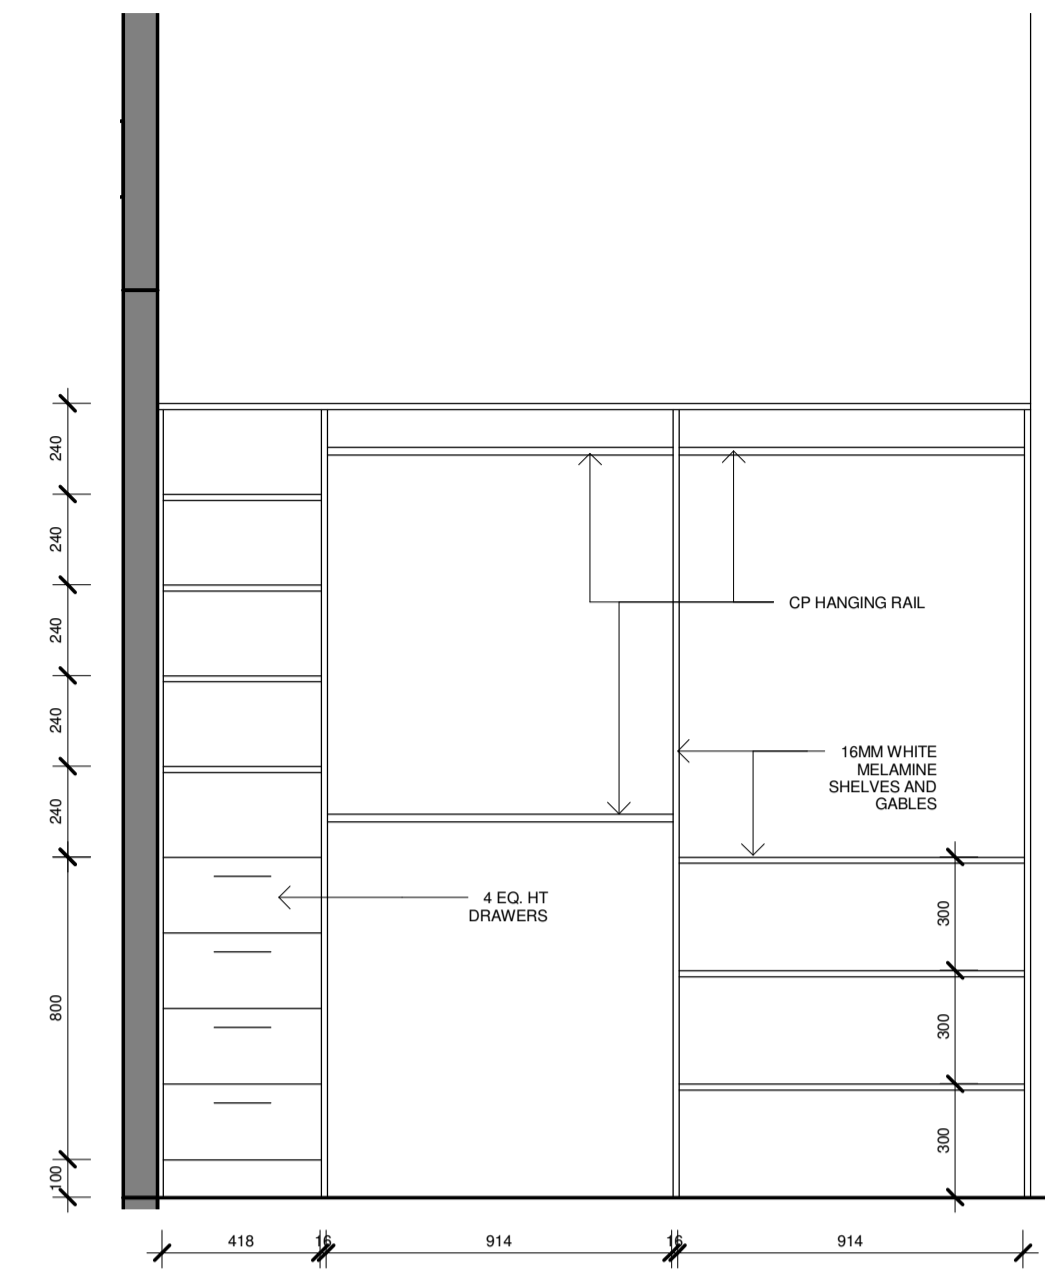 240
240
240
240
240
800
100
CP HANGING RAIL
16MM WHITE
MELAMINE
SHELVES AND
GABLES
4 EQ. HT
DRAWERS
300
300
300
418
16
914
16
914